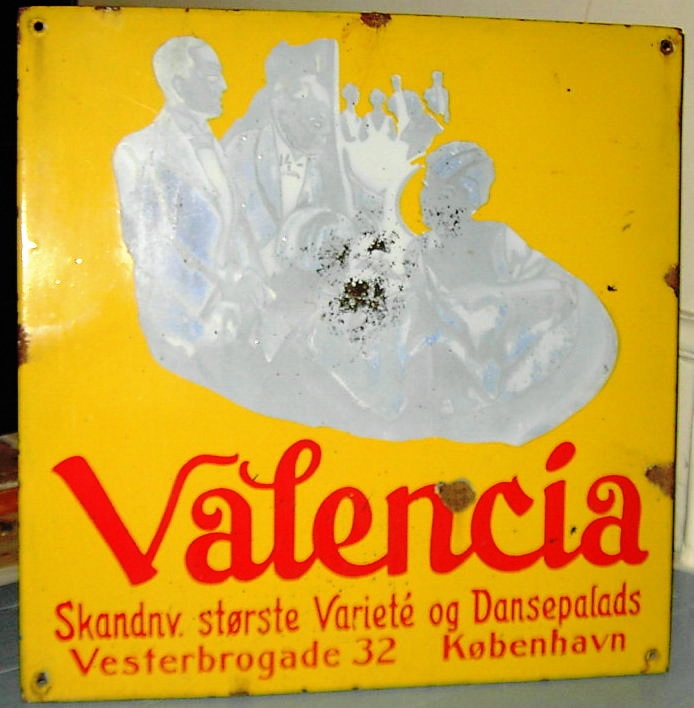 Valencia
Skandnv. største Varieté og Dansepalads
Vesterbrogade 32 København